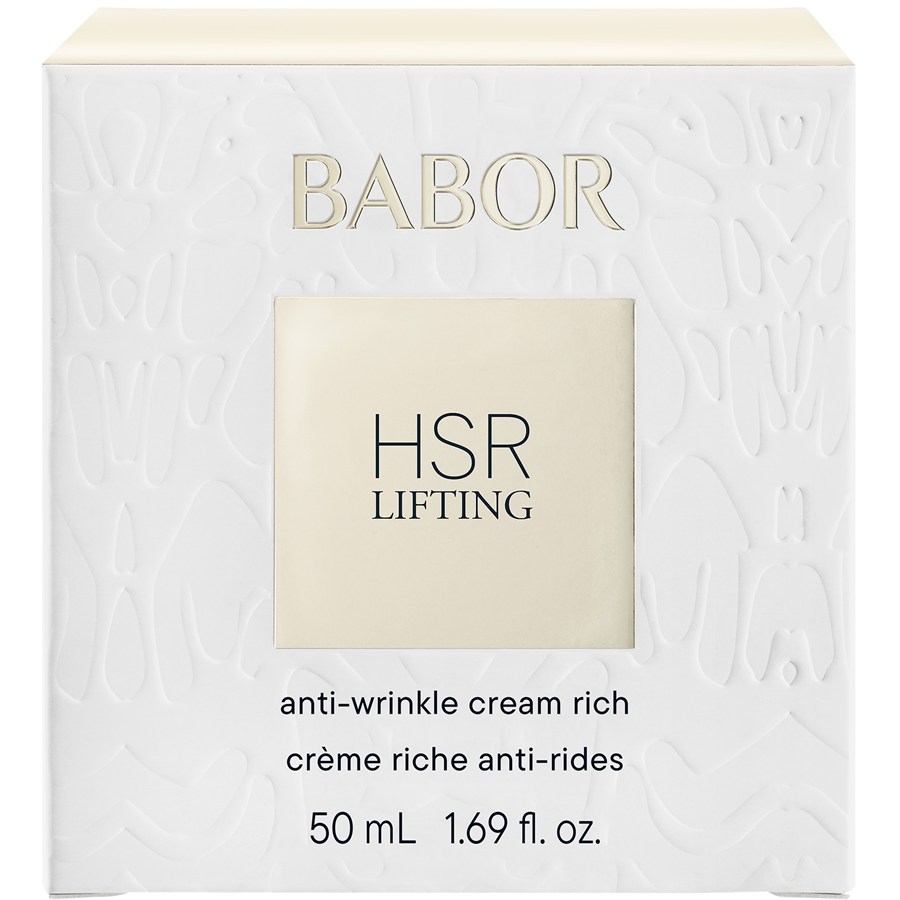 BABOR
HSR
LIFTING
anti-wrinkle cream rich
crème riche anti-rides
50 mL 1.69 fl. oz.